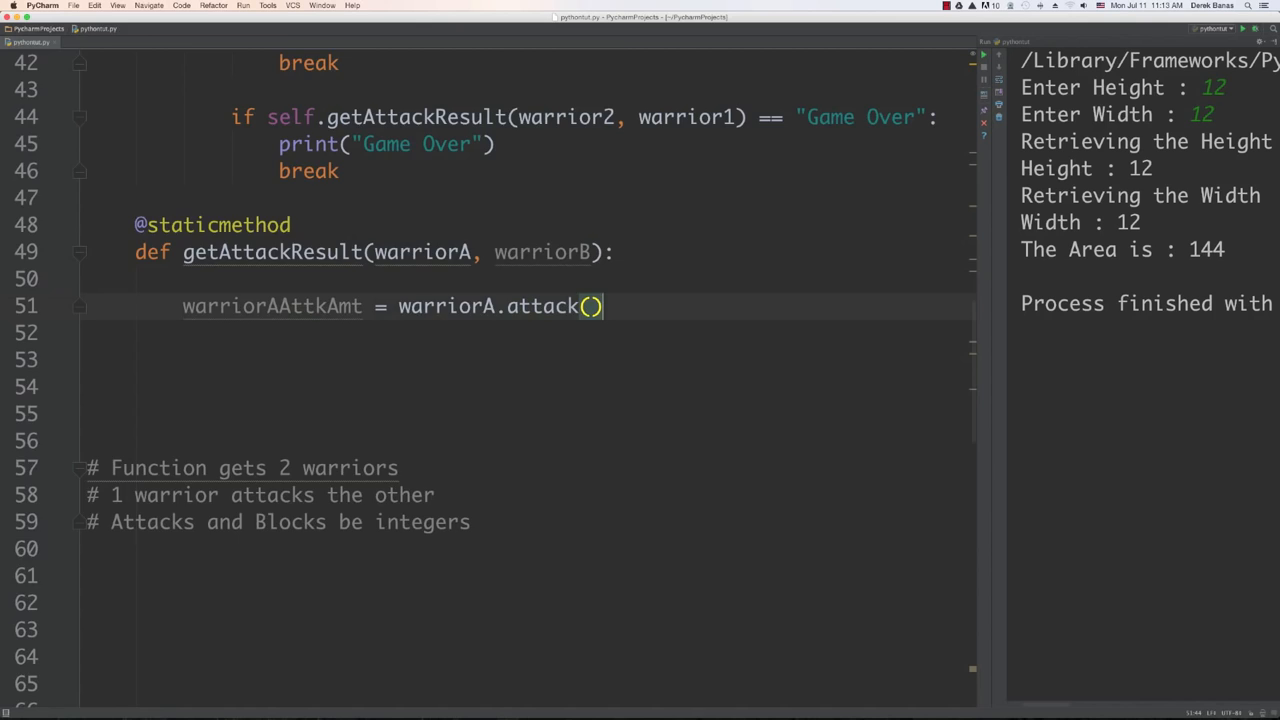 PyCharm File Edit View Navigate Code Refactor Run Tools VCS Window Help 10 Mon Jul 11 11:13 AM Derek Banas
pythontut.py - PycharmProjects - [~/PycharmProjects]
PycharmProjects pythontut.py pythontut
pythontut.py Run pythontut
42 break
43
44 if self.getAttackResult(warrior2, warrior1) == "Game Over":
45 print("Game Over")
46 break
47
48 @staticmethod
49 def getAttackResult(warriorA, warriorB):
50
51 warriorAAttkAmt = warriorA.attack()
52
53
54
55
56
57 # Function gets 2 warriors
58 # 1 warrior attacks the other
59 # Attacks and Blocks be integers
60
61
62
63
64
65
/Library/Frameworks/Py
Enter Height : 12
Enter Width : 12
Retrieving the Height
Height : 12
Retrieving the Width
Width : 12
The Area is : 144
Process finished with
51:44 LF÷ UTF-8÷